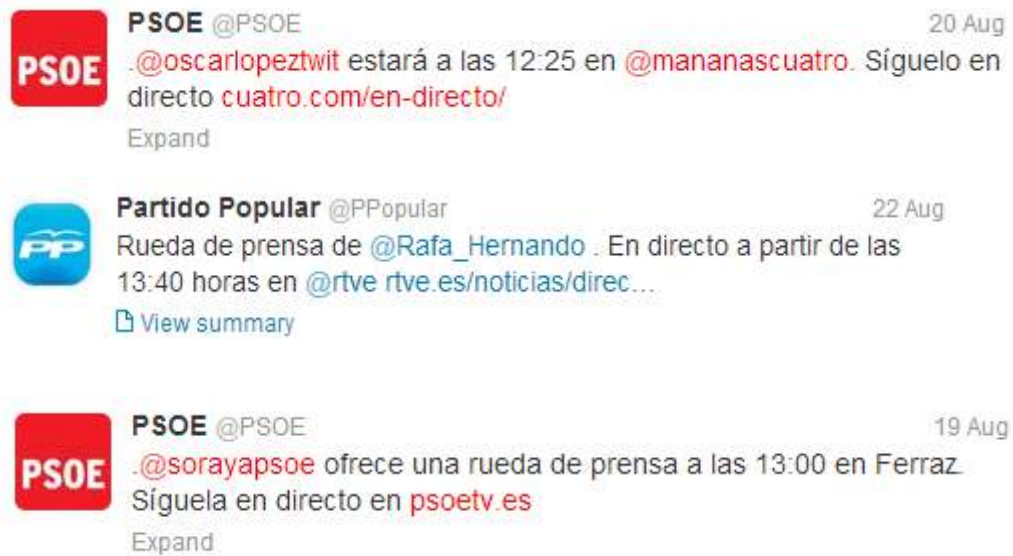 PSOE
PSOE @PSOE 20 Aug
.@oscarlopeztwit estará a las 12:25 en @mananascuatro. Síguelo en
directo cuatro.com/en-directo/
Expand
PP
Partido Popular @PPopular 22 Aug
Rueda de prensa de @Rafa_Hernando . En directo a partir de las
13:40 horas en @rtve rtve.es/noticias/direc...
View summary
PSOE
PSOE @PSOE 19 Aug
.@sorayapsoe ofrece una rueda de prensa a las 13:00 en Ferraz.
Síguela en directo en psoetv.es
Expand